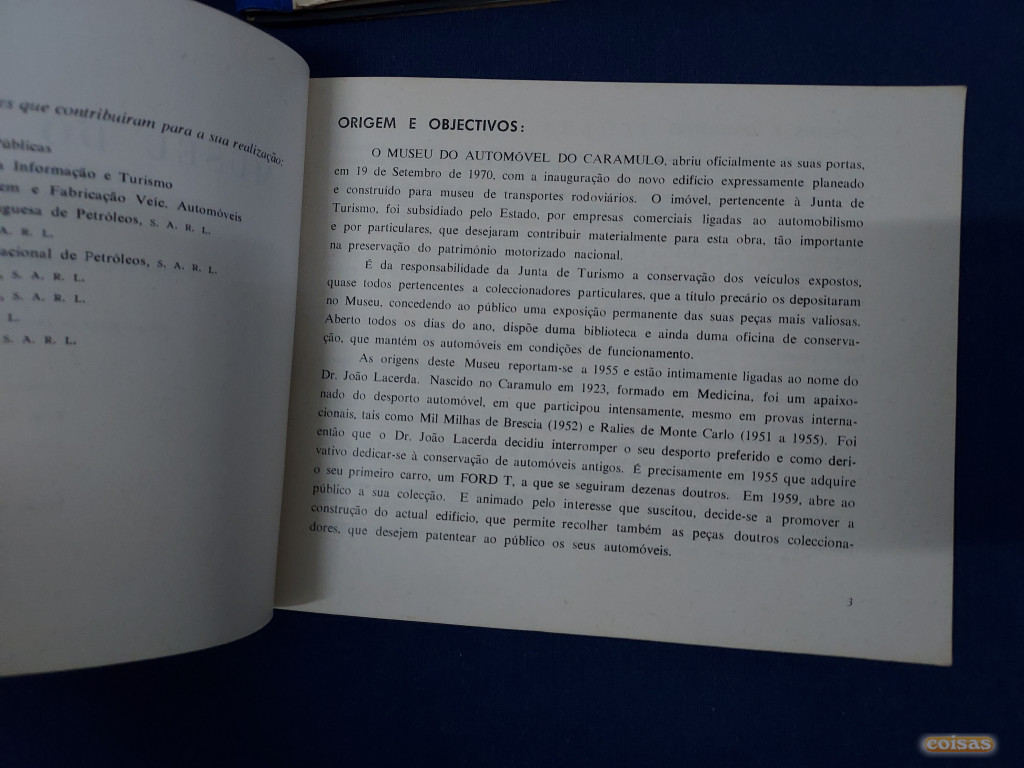 es que contribuiram para a sua realização:
úblicas
a Informação e Turismo
em e Fabricação Veic. Automóveis
uguesa de Petróleos, S. A. R. L.
A. R. L.
acional de Petróleos, S. A. R. L.
, S. A. R. L.
, S. A. R. L.
L.
S. A. R. L.
ORIGEM E OBJECTIVOS:
O MUSEU DO AUTOMÓVEL DO CARAMULO, abriu oficialmente as suas portas,
em 19 de Setembro de 1970, com a inauguração do novo edifício expressamente planeado
e construído para museu de transportes rodoviários. O imóvel, pertencente à Junta de
Turismo, foi subsidiado pelo Estado, por empresas comerciais ligadas ao automobilismo
e por particulares, que desejaram contribuir materialmente para esta obra, tão importante
na preservação do património motorizado nacional.
É da responsabilidade da Junta de Turismo a conservação dos veículos expostos,
quase todos pertencentes a coleccionadores particulares, que a título precário os depositaram
no Museu, concedendo ao público uma exposição permanente das suas peças mais valiosas.
Aberto todos os dias do ano, dispõe duma biblioteca e ainda duma oficina de conserva-
ção, que mantém os automóveis em condições de funcionamento.
As origens deste Museu reportam-se a 1955 e estão intimamente ligadas ao nome do
Dr. João Lacerda. Nascido no Caramulo em 1923, formado em Medicina, foi um apaixo-
nado do desporto automóvel, em que participou intensamente, mesmo em provas interna-
cionais, tais como Mil Milhas de Brescia (1952) e Ralies de Monte Carlo (1951 a 1955). Foi
então que o Dr. João Lacerda decidiu interromper o seu desporto preferido e como deri-
vativo dedicar-se à conservação de automóveis antigos. É precisamente em 1955 que adquire
o seu primeiro carro, um FORD T, a que se seguiram dezenas doutros. Em 1959, abre ao
público a sua colecção. E animado pelo interesse que suscitou, decide-se a promover a
construção do actual edifício, que permite recolher também as peças doutros colecciona-
dores, que desejem patentear ao público os seus automóveis.
3
coisas